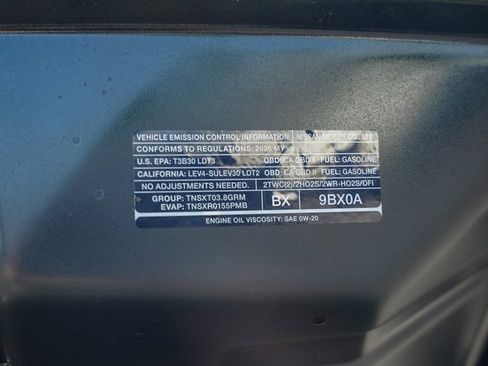 VEHICLE EMISSION CONTROL INFORMATION NISSAN MOTOR CO., LTD.
CONFORMS TO REGULATIONS: 2026 MY
U.S. EPA: T3B30 LDT3 OBD: CA OBD II FUEL: GASOLINE
CALIFORNIA: LEV4-SULEV30 LDT2 OBD: CA OBD II FUEL: GASOLINE
NO ADJUSTMENTS NEEDED. 2TWC(2)/2HO2S/2WR-HO2S/DFI
GROUP: TNSXT03.8GRM
EVAP: TNSXR0155PMB
BX 9BX0A
ENGINE OIL VISCOSITY: SAE 0W-20